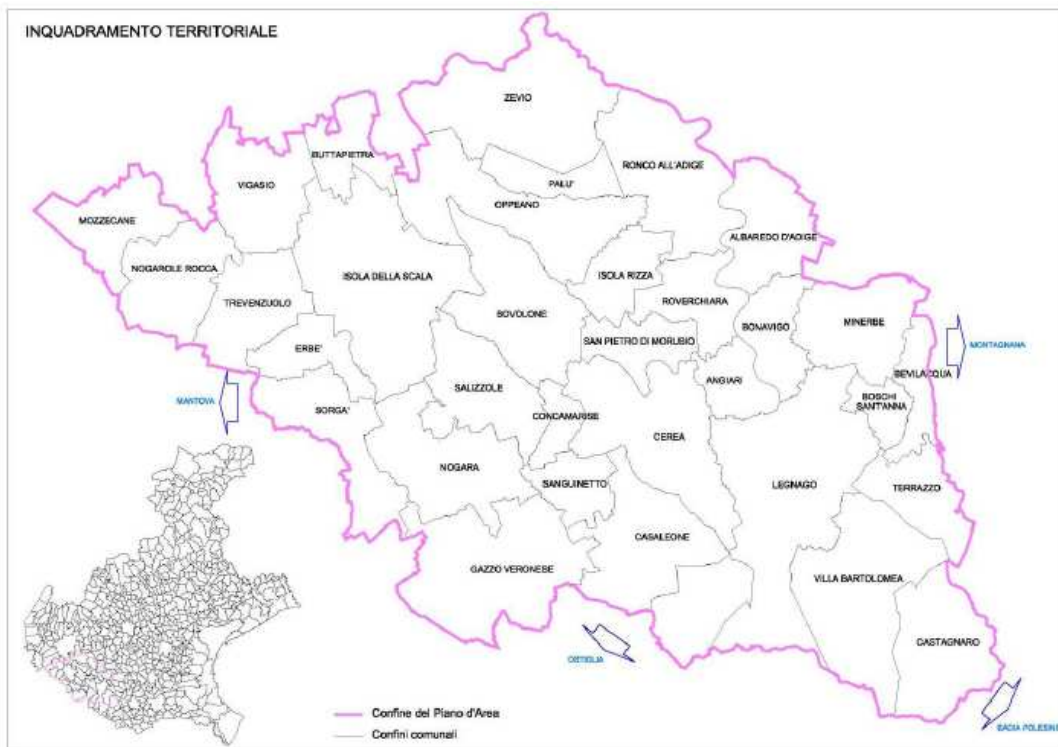 INQUADRAMENTO TERRITORIALE
ZEVIO
BUTTAPIETRA
RONCO ALL'ADIGE
VIGASIO
PALU'
OPPEANO
MOZZECANE
ALBAREDO D'ADIGE
NOGAROLE ROCCA
ISOLA DELLA SCALA
ISOLA RIZZA
TREVENZUOLO
ROVERCHIARA
BOVOLONE
BONAVIGO
MINERBE
ERBE'
SAN PIETRO DI MORUBIO
MONTAGNANA
BEVILACQUA
ANGIARI
SALIZZOLE
BOSCHI
SANT'ANNA
MANTOVA
SORGA'
CONCAMARISE
CEREA
NOGARA
SANGUINETTO
LEGNAGO
TERRAZZO
CASALEONE
GAZZO VERONESE
VILLA BARTOLOMEA
CASTAGNARO
OSTIGLIA
BADIA POLESINE
Confine del Piano d'Area
Confini comunali